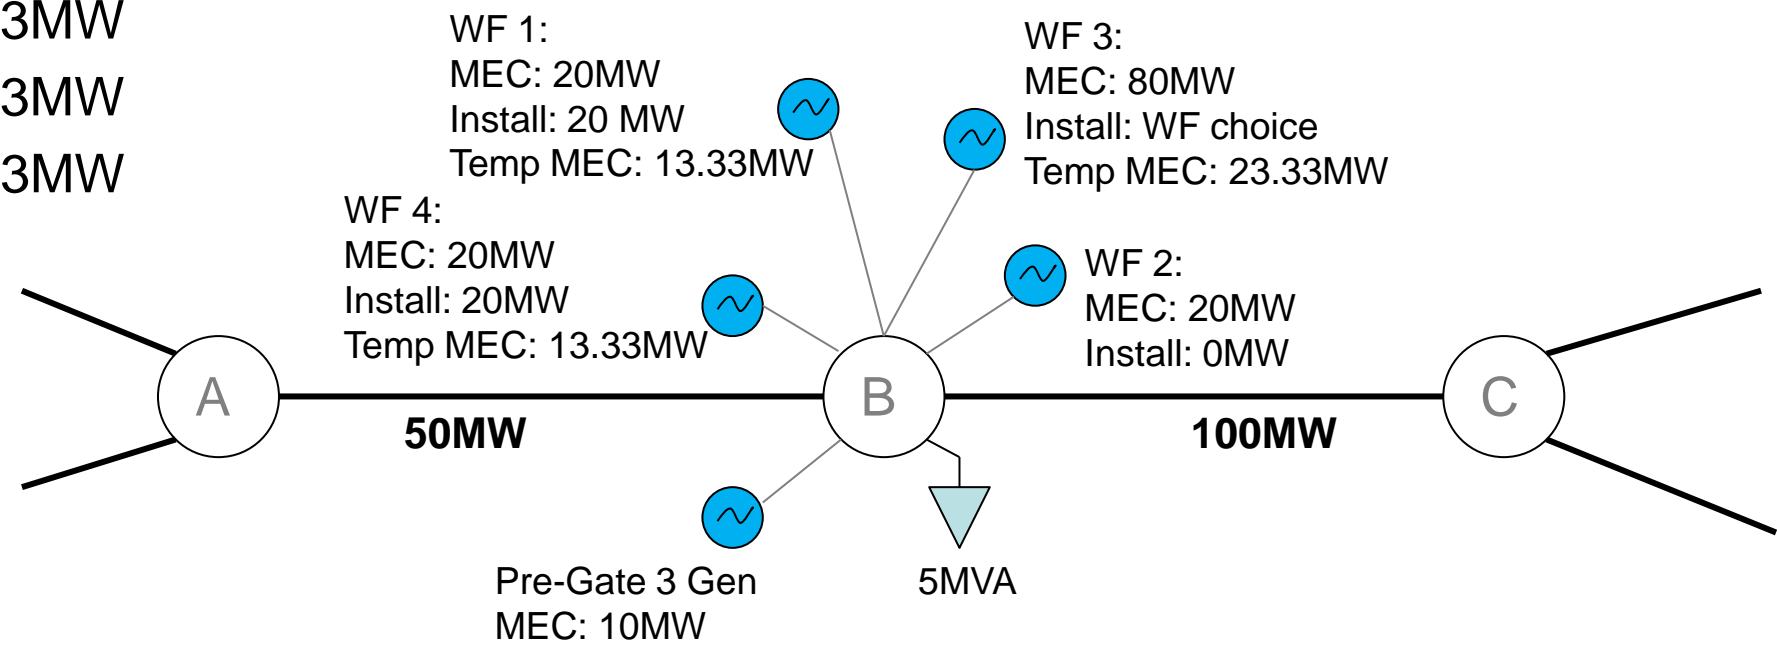 3MW
3MW
3MW
WF 1:
MEC: 20MW
Install: 20 MW
Temp MEC: 13.33MW
WF 3:
MEC: 80MW
Install: WF choice
Temp MEC: 23.33MW
WF 4:
MEC: 20MW
Install: 20MW
Temp MEC: 13.33MW
WF 2:
MEC: 20MW
Install: 0MW
A
B
C
50MW
100MW
Pre-Gate 3 Gen
MEC: 10MW
5MVA